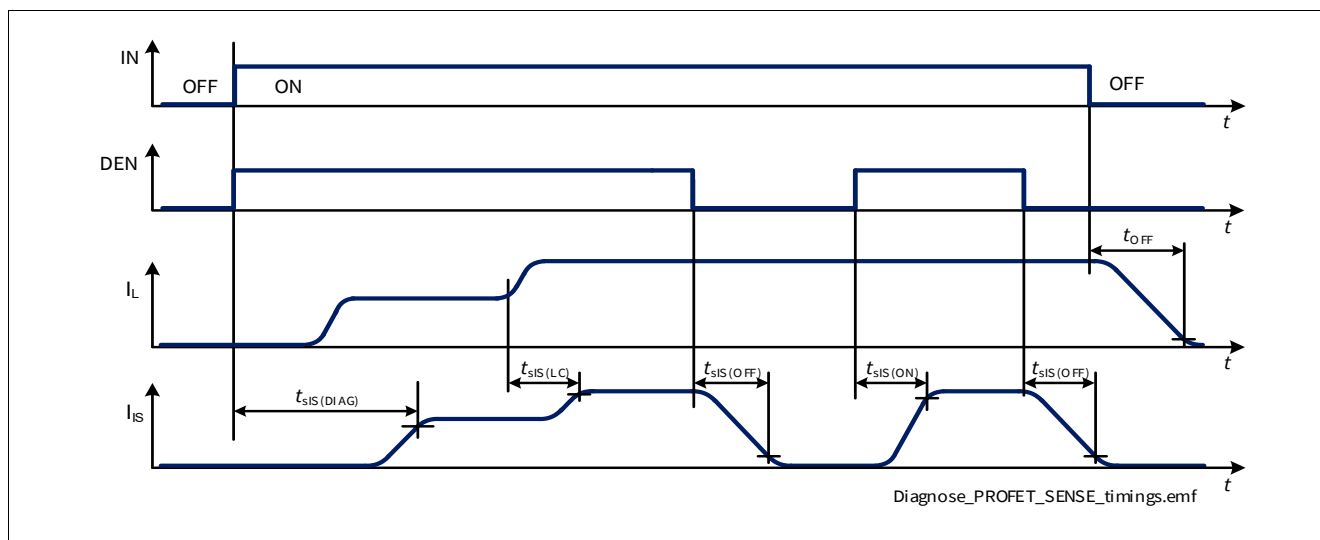 IN
OFF
ON
OFF
t
DEN
t
tOFF
IL
t
tsIS(LC)
tsIS(OFF)
tsIS(ON)
tsIS(OFF)
tsIS(DIAG)
IIS
t
Diagnose_PROFET_SENSE_timings.emf